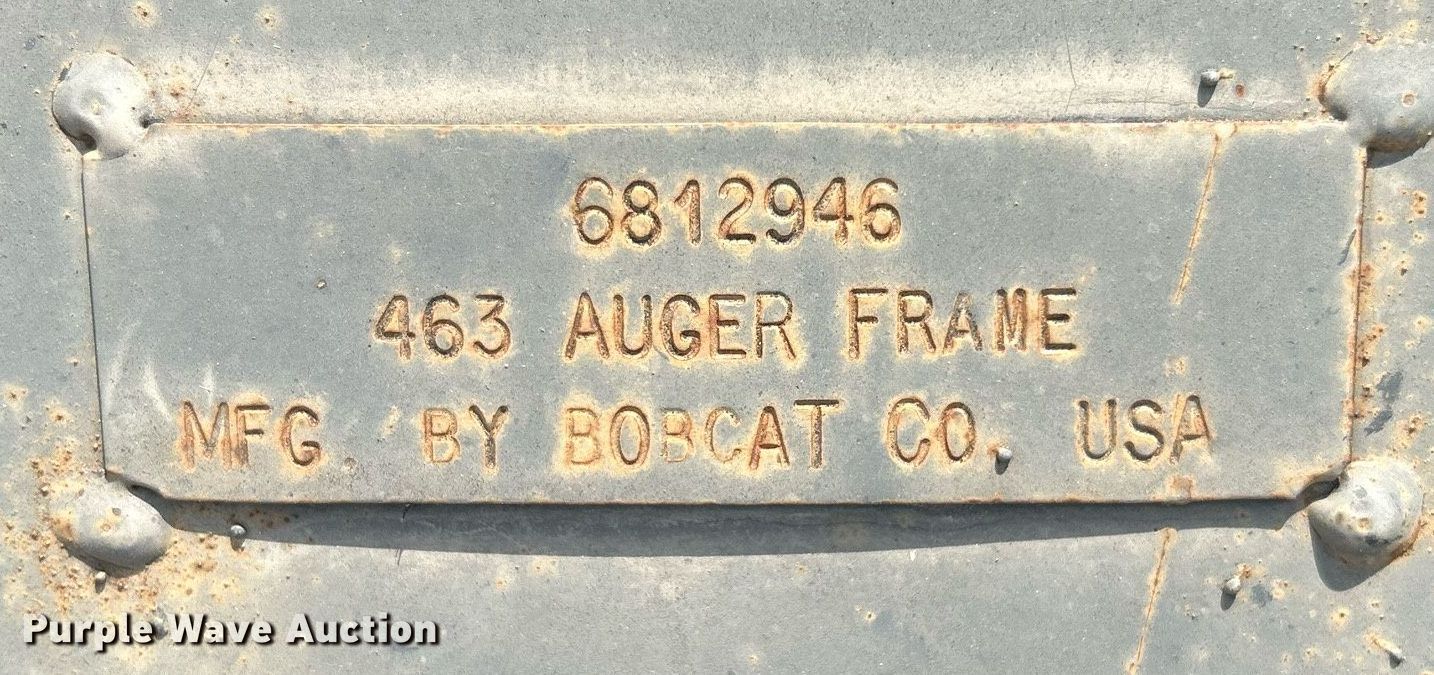 6812946
463 AUGER FRAME
MFG BY BOBCAT CO. USA
Purple Wave Auction